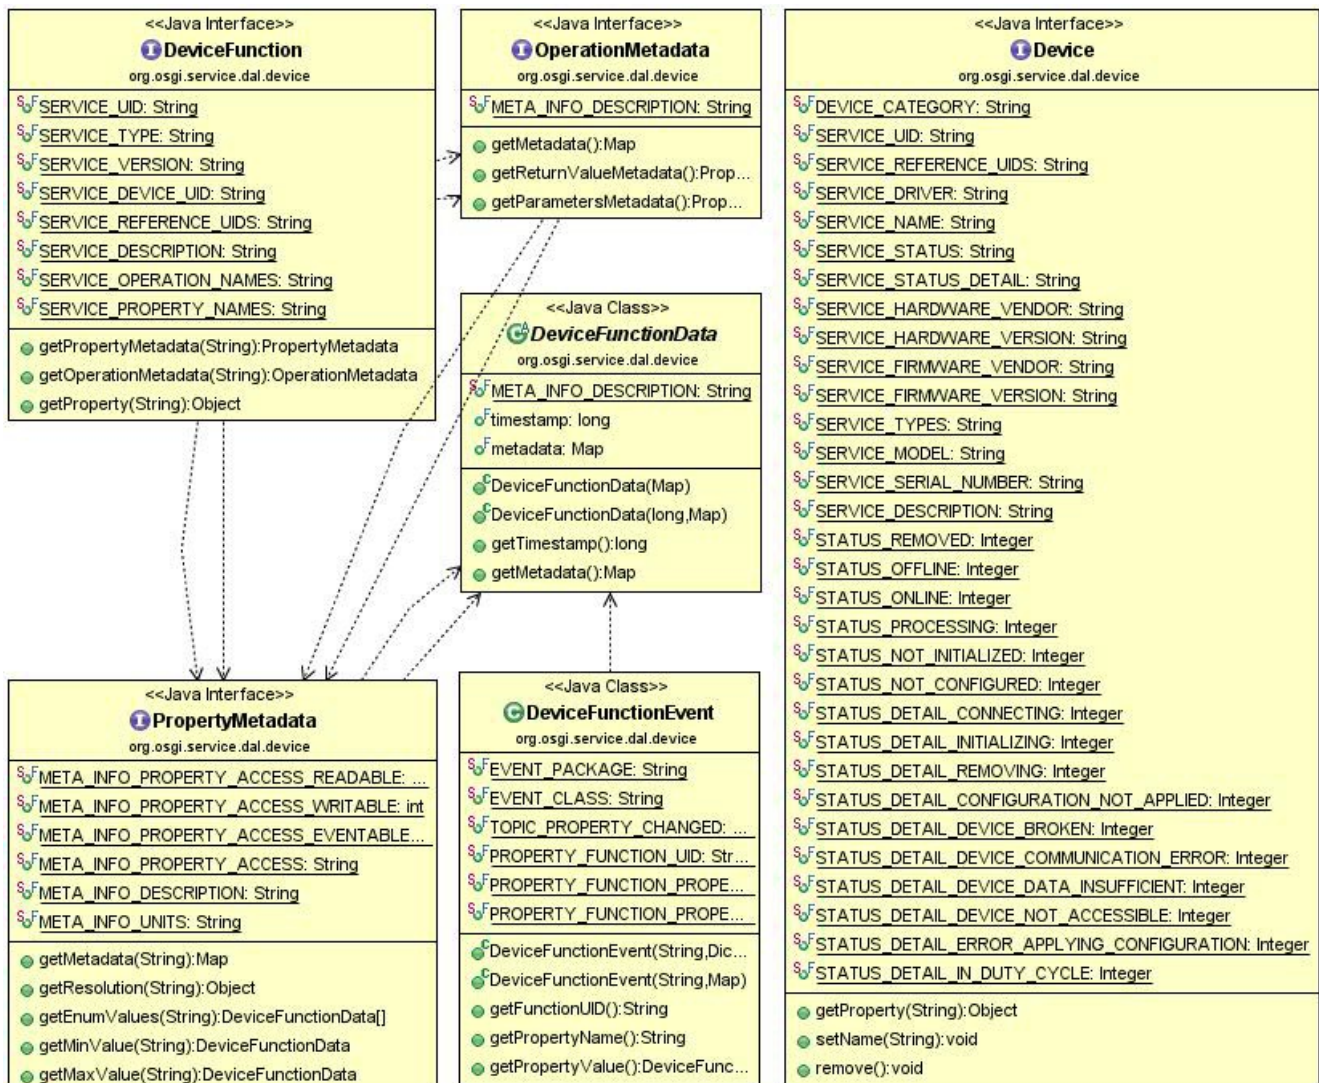 <<Java Interface>>
DeviceFunction
org.osgi.service.dal.device
SERVICE_UID: String
SERVICE_TYPE: String
SERVICE_VERSION: String
SERVICE_DEVICE_UID: String
SERVICE_REFERENCE_UIDS: String
SERVICE_DESCRIPTION: String
SERVICE_OPERATION_NAMES: String
SERVICE_PROPERTY_NAMES: String
getPropertyMetadata(String):PropertyMetadata
getOperationMetadata(String):OperationMetadata
getProperty(String):Object
<<Java Interface>>
OperationMetadata
org.osgi.service.dal.device
META_INFO_DESCRIPTION: String
getMetadata():Map
getReturnValueMetadata():Prop...
getParametersMetadata():Prop...
<<Java Class>>
DeviceFunctionData
org.osgi.service.dal.device
META_INFO_DESCRIPTION: String
timestamp: long
metadata: Map
DeviceFunctionData(Map)
DeviceFunctionData(long,Map)
getTimestamp():long
getMetadata():Map
<<Java Interface>>
Device
org.osgi.service.dal.device
DEVICE_CATEGORY: String
SERVICE_UID: String
SERVICE_REFERENCE_UIDS: String
SERVICE_DRIVER: String
SERVICE_NAME: String
SERVICE_STATUS: String
SERVICE_STATUS_DETAIL: String
SERVICE_HARDWARE_VENDOR: String
SERVICE_HARDWARE_VERSION: String
SERVICE_FIRMWARE_VENDOR: String
SERVICE_FIRMWARE_VERSION: String
SERVICE_TYPES: String
SERVICE_MODEL: String
SERVICE_SERIAL_NUMBER: String
SERVICE_DESCRIPTION: String
STATUS_REMOVED: Integer
STATUS_OFFLINE: Integer
STATUS_ONLINE: Integer
STATUS_PROCESSING: Integer
STATUS_NOT_INITIALIZED: Integer
STATUS_NOT_CONFIGURED: Integer
STATUS_DETAIL_CONNECTING: Integer
STATUS_DETAIL_INITIALIZING: Integer
STATUS_DETAIL_REMOVING: Integer
STATUS_DETAIL_CONFIGURATION_NOT_APPLIED: Integer
STATUS_DETAIL_DEVICE_BROKEN: Integer
STATUS_DETAIL_DEVICE_COMMUNICATION_ERROR: Integer
STATUS_DETAIL_DEVICE_DATA_INSUFFICIENT: Integer
STATUS_DETAIL_DEVICE_NOT_ACCESSIBLE: Integer
STATUS_DETAIL_ERROR_APPLYING_CONFIGURATION: Integer
STATUS_DETAIL_IN_DUTY_CYCLE: Integer
getProperty(String):Object
setName(String):void
remove():void
<<Java Interface>>
PropertyMetadata
org.osgi.service.dal.device
META_INFO_PROPERTY_ACCESS_READABLE: ...
META_INFO_PROPERTY_ACCESS_WRITABLE: int
META_INFO_PROPERTY_ACCESS_EVENTABLE...
META_INFO_PROPERTY_ACCESS: String
META_INFO_DESCRIPTION: String
META_INFO_UNITS: String
getMetadata(String):Map
getResolution(String):Object
getEnumValues(String):DeviceFunctionData[]
getMinValue(String):DeviceFunctionData
getMaxValue(String):DeviceFunctionData
<<Java Class>>
DeviceFunctionEvent
org.osgi.service.dal.device
EVENT_PACKAGE: String
EVENT_CLASS: String
TOPIC_PROPERTY_CHANGED: ...
PROPERTY_FUNCTION_UID: Str...
PROPERTY_FUNCTION_PROPE...
PROPERTY_FUNCTION_PROPE...
DeviceFunctionEvent(String,Dic...
DeviceFunctionEvent(String,Map)
getFunctionUID():String
getPropertyName():String
getPropertyValue():DeviceFunc...